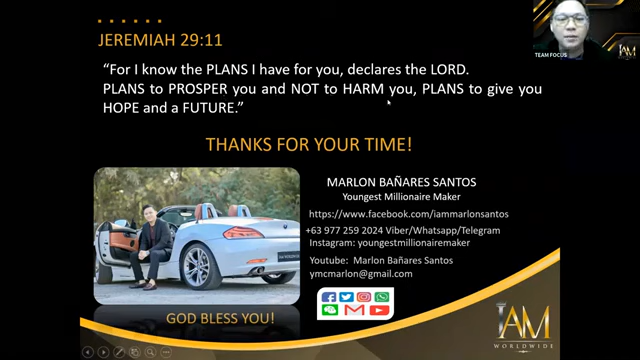 JEREMIAH 29:11
“For I know the PLANS I have for you, declares the LORD.
PLANS to PROSPER you and NOT to HARM you, PLANS to give you
HOPE and a FUTURE.”
THANKS FOR YOUR TIME!
MARLON BAÑARES SANTOS
Youngest Millionaire Maker
https://www.facebook.com/iammarlonsantos
+63 977 259 2024 Viber/Whatsapp/Telegram
Instagram: youngestmillionairemaker
Youtube:  Marlon Bañares Santos
ymcmarlon@gmail.com
GOD BLESS YOU!
IAM
WORLDWIDE
TEAM FOCUS
IAM